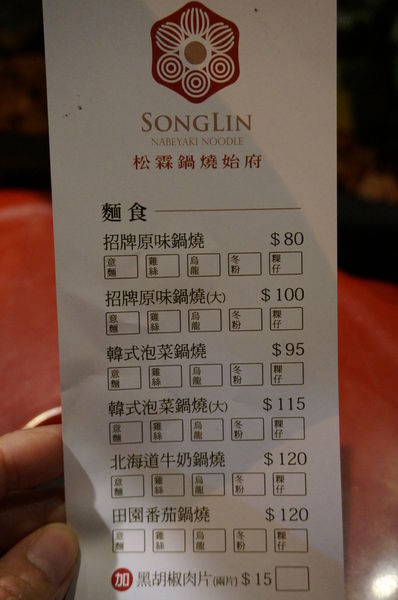 SONGLIN
NABEYAKI NOODLE
松霖鍋燒始府
麵食
招牌原味鍋燒 $80
意麵 雞絲 烏龍 冬粉 粿仔
招牌原味鍋燒(大) $100
意麵 雞絲 烏龍 冬粉 粿仔
韓式泡菜鍋燒 $95
意麵 雞絲 烏龍 冬粉 粿仔
韓式泡菜鍋燒(大) $115
意麵 雞絲 烏龍 冬粉 粿仔
北海道牛奶鍋燒 $120
意麵 雞絲 烏龍 冬粉 粿仔
田園番茄鍋燒 $120
意麵 雞絲 烏龍 冬粉 粿仔
加 黑胡椒肉片(兩片) $15